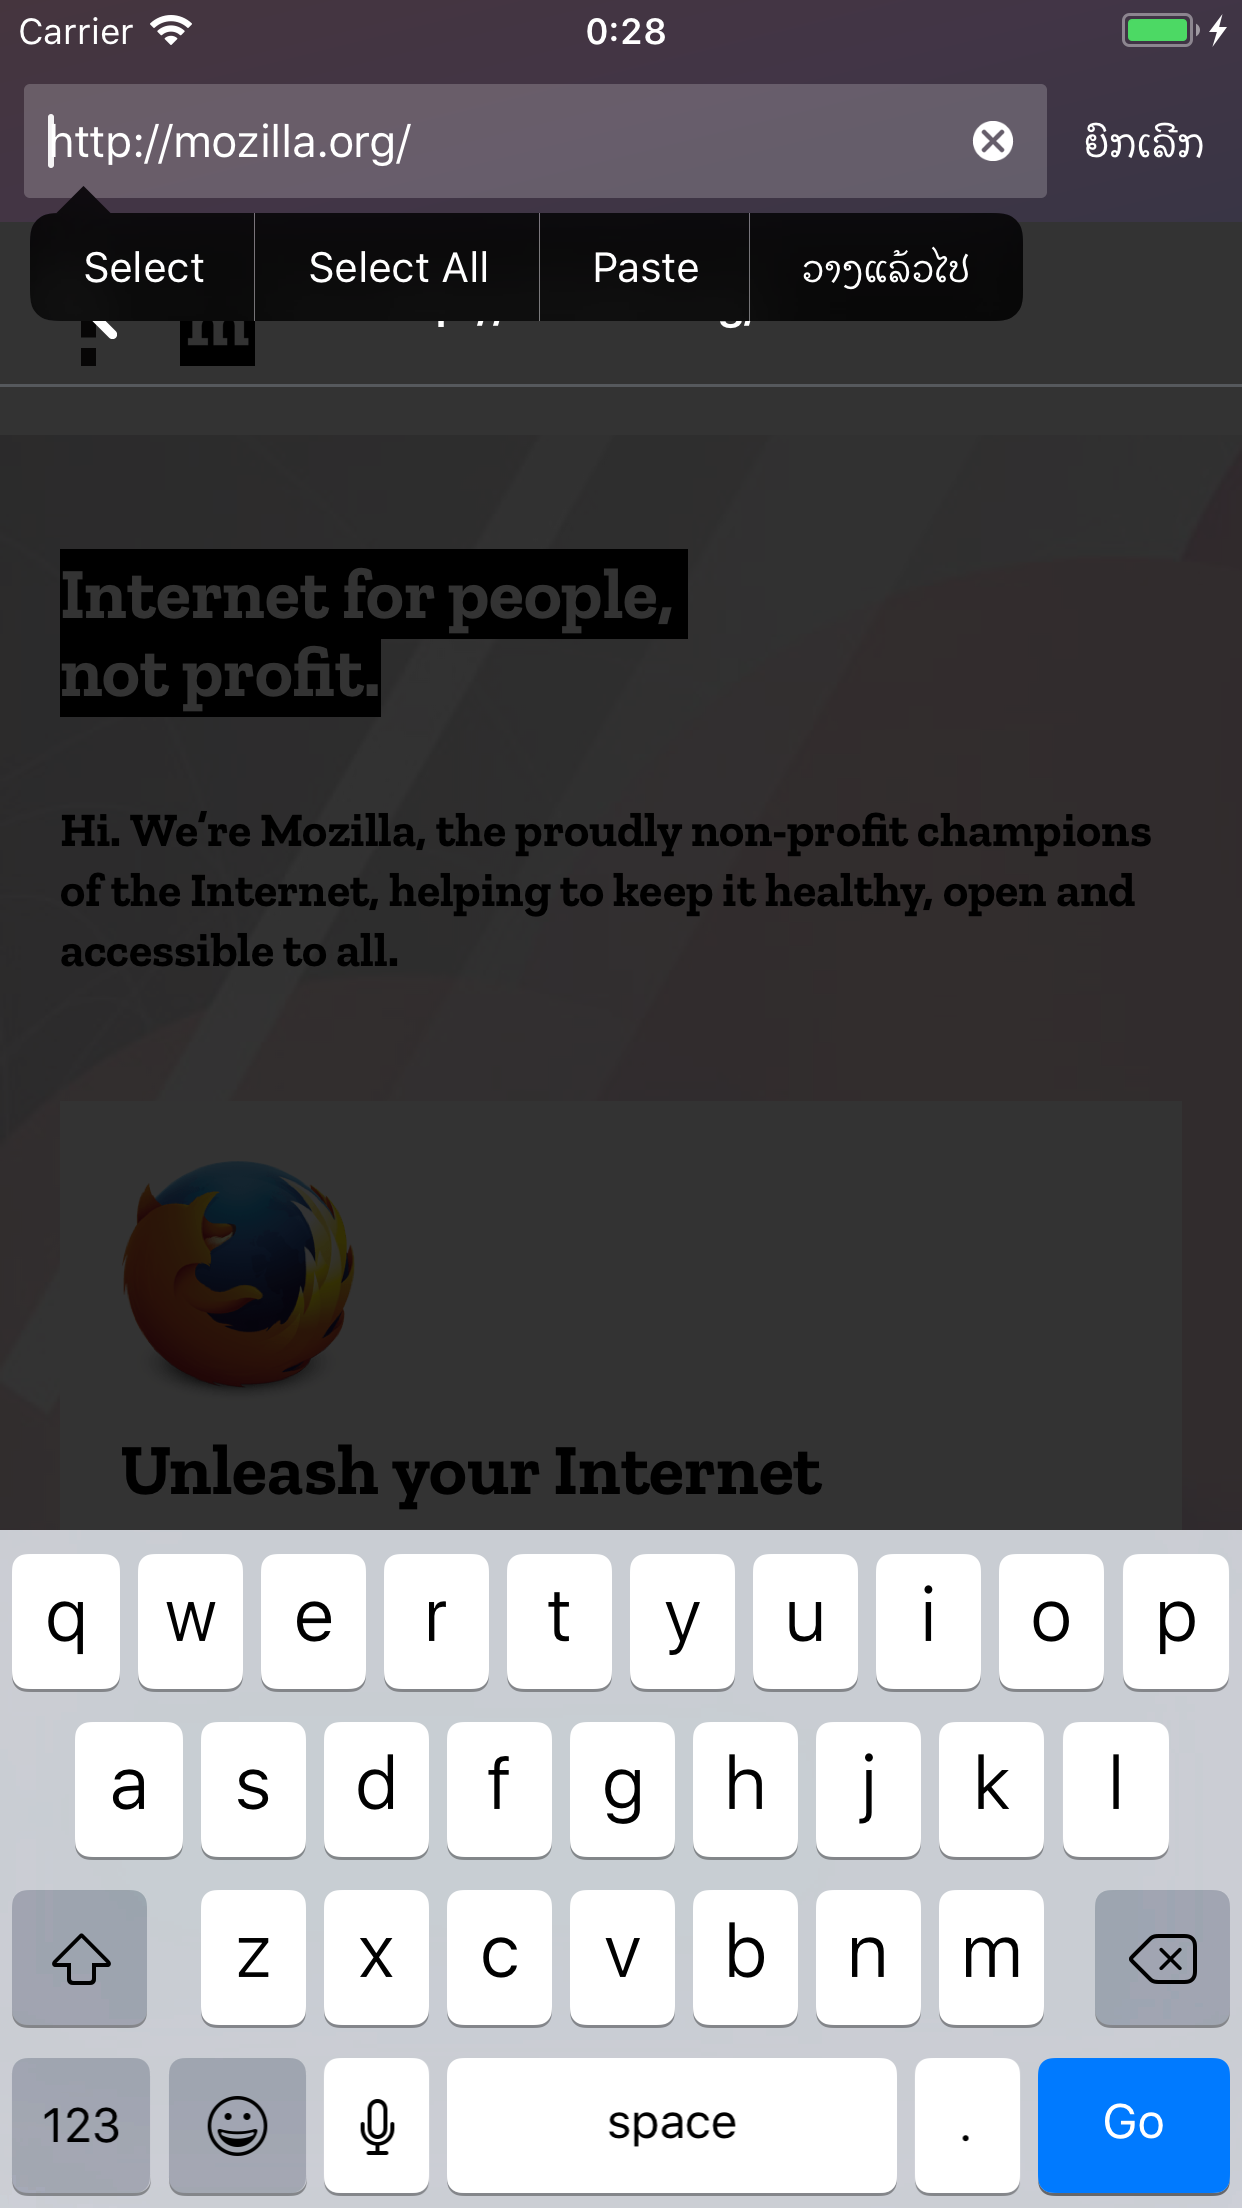 Carrier 0:28
http://mozilla.org/ ຍົກເລີກ
Select Select All Paste ວາງແລ້ວໄປ
m
Internet for people,
not profit.
Hi. We’re Mozilla, the proudly non-profit champions
of the Internet, helping to keep it healthy, open and
accessible to all.
Unleash your Internet
q w e r t y u i o p
a s d f g h j k l
z x c v b n m
123 space . Go